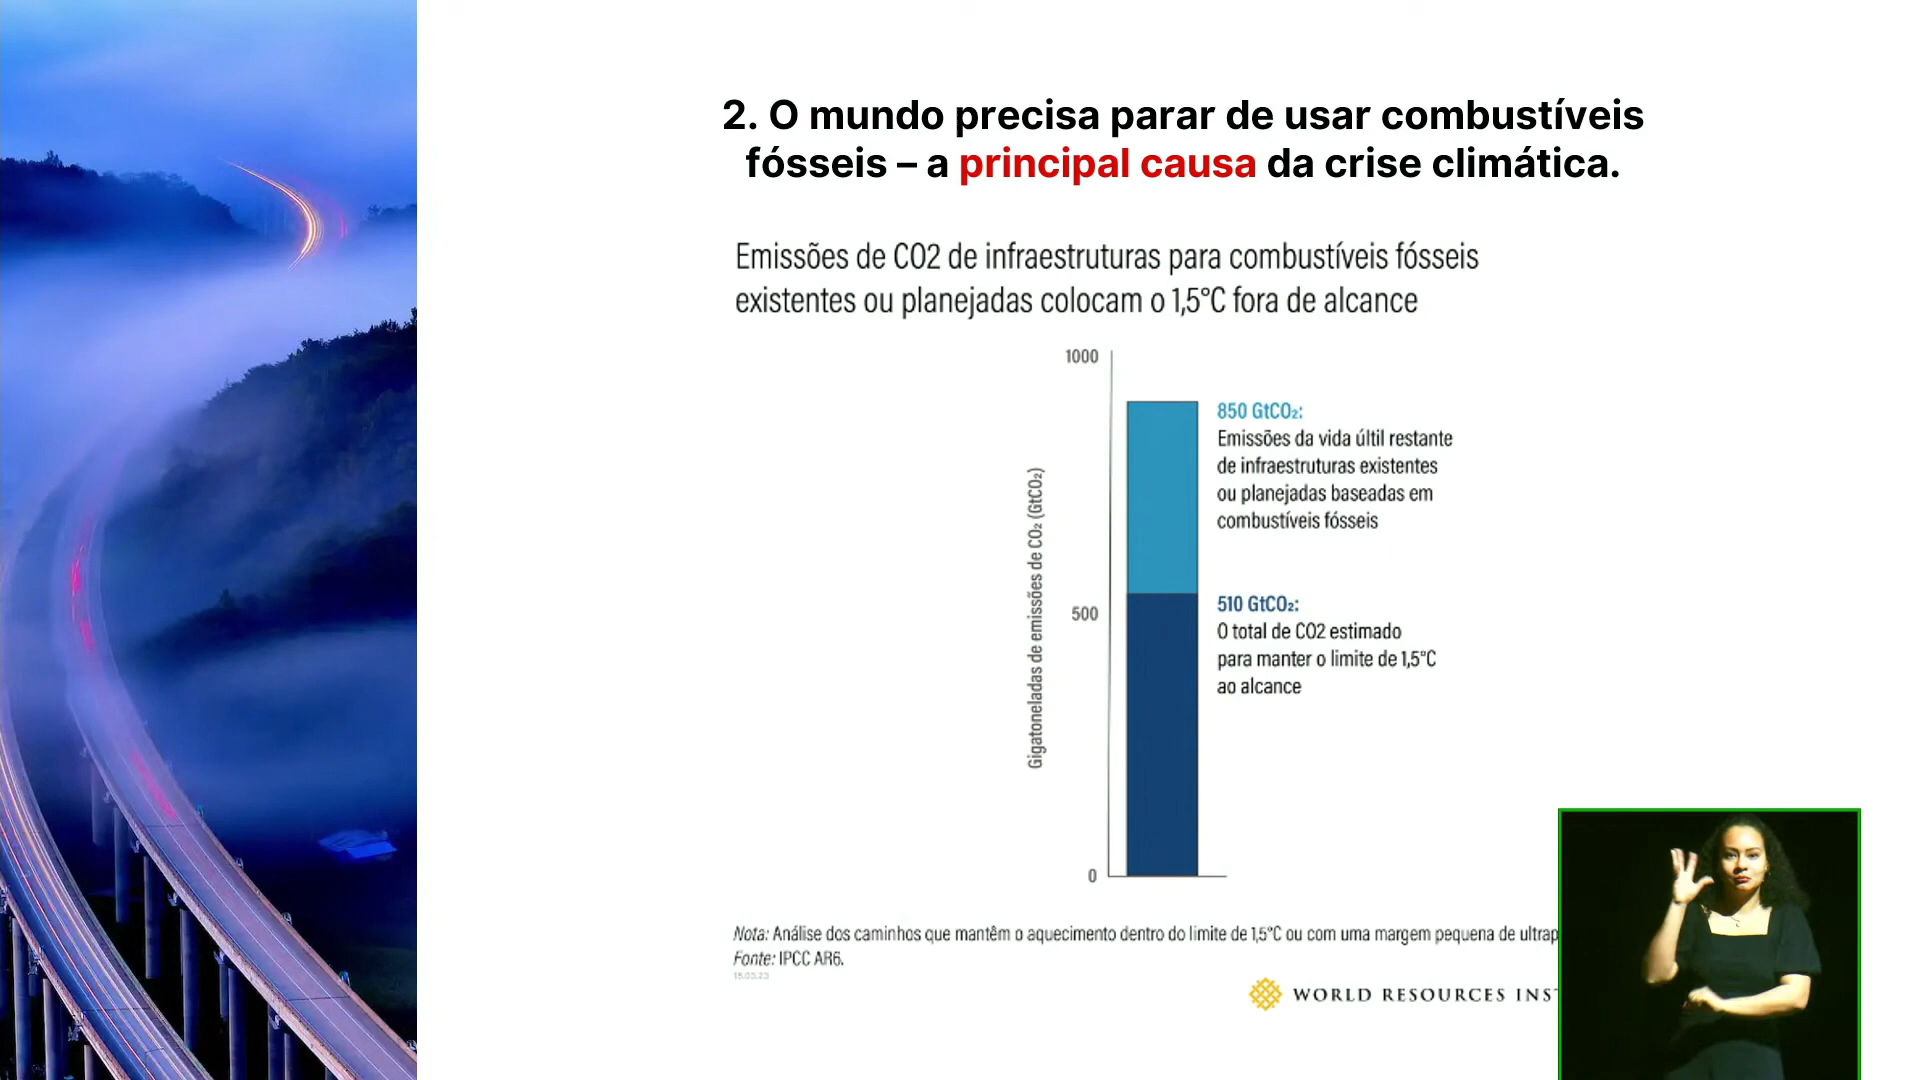 2. O mundo precisa parar de usar combustíveis
fósseis – a principal causa da crise climática.
Emissões de CO2 de infraestruturas para combustíveis fósseis
existentes ou planejadas colocam o 1,5°C fora de alcance
1000
850 GtCO₂:
Emissões da vida últil restante
de infraestruturas existentes
ou planejadas baseadas em
combustíveis fósseis
Gigatoneladas de emissões de CO₂ (GtCO₂)
500
510 GtCO₂:
O total de CO2 estimado
para manter o limite de 1,5°C
ao alcance
0
Nota: Análise dos caminhos que mantêm o aquecimento dentro do limite de 1,5°C ou com uma margem pequena de ultrap
Fonte: IPCC AR6.
15.03.23
WORLD RESOURCES INS